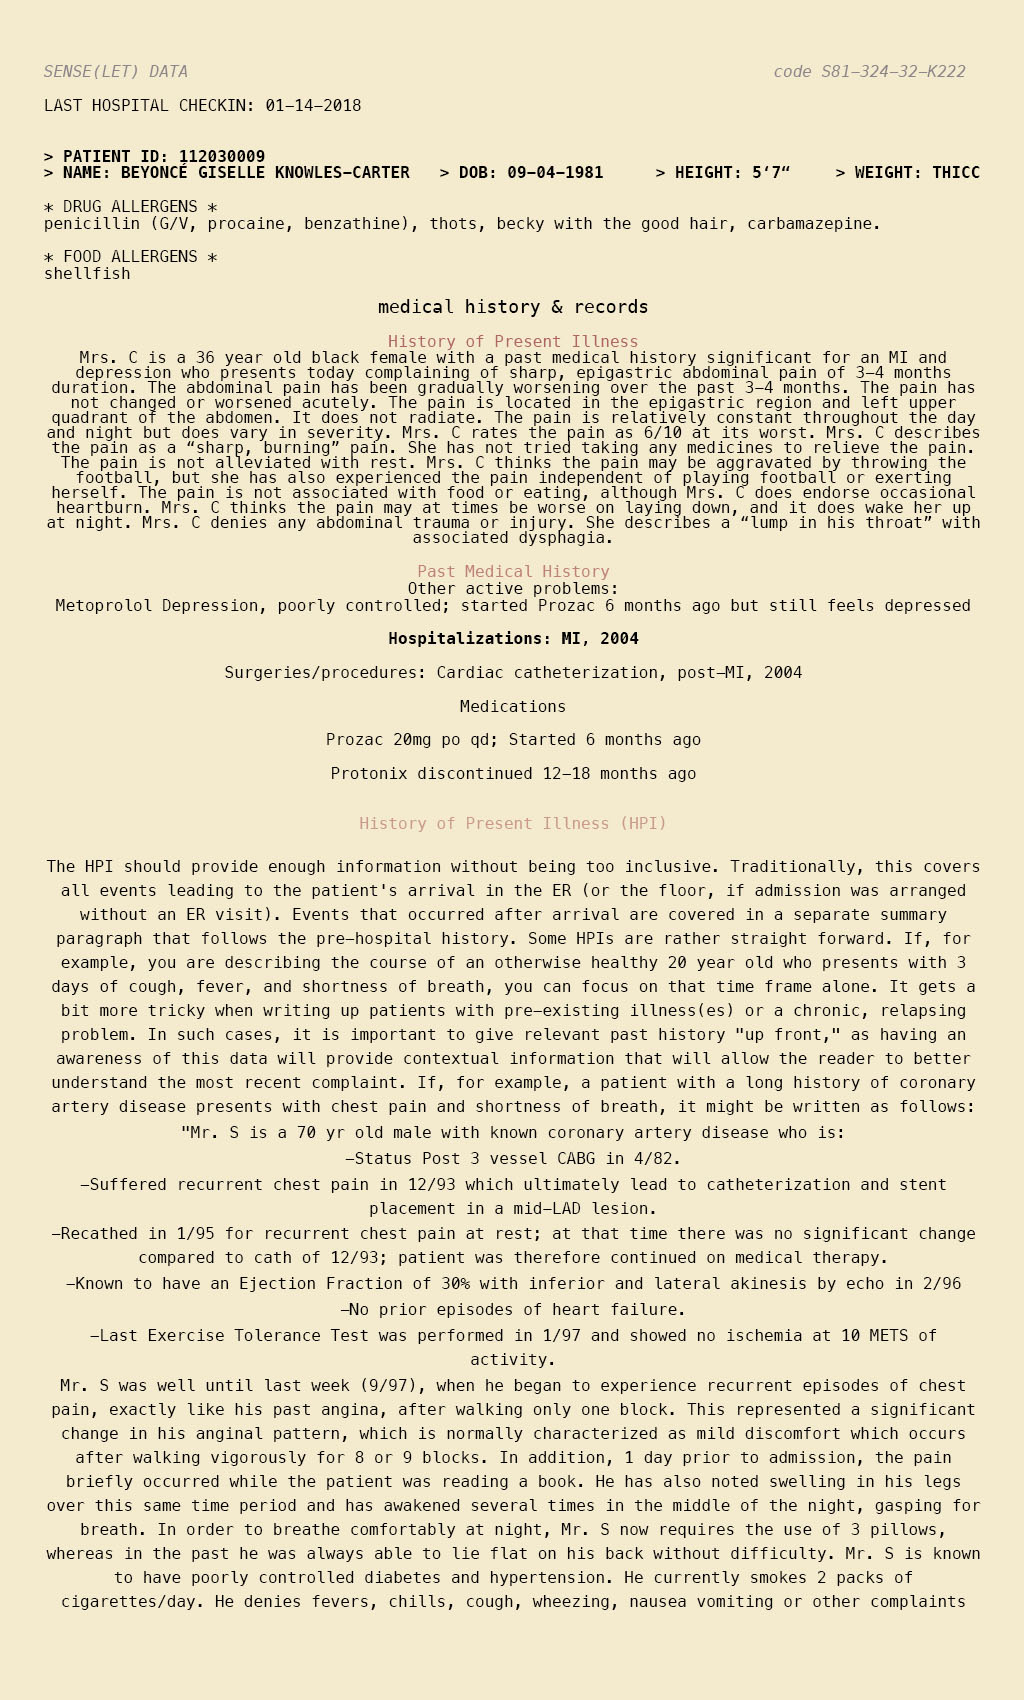 SENSE(LET) DATA code S81–324–32–K222
LAST HOSPITAL CHECKIN: 01–14–2018
> PATIENT ID: 112030009
> NAME: BEYONCÉ GISELLE KNOWLES–CARTER > DOB: 09–04–1981 > HEIGHT: 5‘7“ > WEIGHT: THICC
* DRUG ALLERGENS *
penicillin (G/V, procaine, benzathine), thots, becky with the good hair, carbamazepine.
* FOOD ALLERGENS *
shellfish
medical history & records
History of Present Illness
Mrs. C is a 36 year old black female with a past medical history significant for an MI and
depression who presents today complaining of sharp, epigastric abdominal pain of 3–4 months
duration. The abdominal pain has been gradually worsening over the past 3–4 months. The pain has
not changed or worsened acutely. The pain is located in the epigastric region and left upper
quadrant of the abdomen. It does not radiate. The pain is relatively constant throughout the day
and night but does vary in severity. Mrs. C rates the pain as 6/10 at its worst. Mrs. C describes
the pain as a “sharp, burning” pain. She has not tried taking any medicines to relieve the pain.
The pain is not alleviated with rest. Mrs. C thinks the pain may be aggravated by throwing the
football, but she has also experienced the pain independent of playing football or exerting
herself. The pain is not associated with food or eating, although Mrs. C does endorse occasional
heartburn. Mrs. C thinks the pain may at times be worse on laying down, and it does wake her up
at night. Mrs. C denies any abdominal trauma or injury. She describes a “lump in his throat” with
associated dysphagia.
Past Medical History
Other active problems:
Metoprolol Depression, poorly controlled; started Prozac 6 months ago but still feels depressed
Hospitalizations: MI, 2004
Surgeries/procedures: Cardiac catheterization, post–MI, 2004
Medications
Prozac 20mg po qd; Started 6 months ago
Protonix discontinued 12–18 months ago
History of Present Illness (HPI)
The HPI should provide enough information without being too inclusive. Traditionally, this covers
all events leading to the patient's arrival in the ER (or the floor, if admission was arranged
without an ER visit). Events that occurred after arrival are covered in a separate summary
paragraph that follows the pre–hospital history. Some HPIs are rather straight forward. If, for
example, you are describing the course of an otherwise healthy 20 year old who presents with 3
days of cough, fever, and shortness of breath, you can focus on that time frame alone. It gets a
bit more tricky when writing up patients with pre–existing illness(es) or a chronic, relapsing
problem. In such cases, it is important to give relevant past history "up front," as having an
awareness of this data will provide contextual information that will allow the reader to better
understand the most recent complaint. If, for example, a patient with a long history of coronary
artery disease presents with chest pain and shortness of breath, it might be written as follows:
"Mr. S is a 70 yr old male with known coronary artery disease who is:
–Status Post 3 vessel CABG in 4/82.
–Suffered recurrent chest pain in 12/93 which ultimately lead to catheterization and stent
placement in a mid–LAD lesion.
–Recathed in 1/95 for recurrent chest pain at rest; at that time there was no significant change
compared to cath of 12/93; patient was therefore continued on medical therapy.
–Known to have an Ejection Fraction of 30% with inferior and lateral akinesis by echo in 2/96
–No prior episodes of heart failure.
–Last Exercise Tolerance Test was performed in 1/97 and showed no ischemia at 10 METS of
activity.
Mr. S was well until last week (9/97), when he began to experience recurrent episodes of chest
pain, exactly like his past angina, after walking only one block. This represented a significant
change in his anginal pattern, which is normally characterized as mild discomfort which occurs
after walking vigorously for 8 or 9 blocks. In addition, 1 day prior to admission, the pain
briefly occurred while the patient was reading a book. He has also noted swelling in his legs
over this same time period and has awakened several times in the middle of the night, gasping for
breath. In order to breathe comfortably at night, Mr. S now requires the use of 3 pillows,
whereas in the past he was always able to lie flat on his back without difficulty. Mr. S is known
to have poorly controlled diabetes and hypertension. He currently smokes 2 packs of
cigarettes/day. He denies fevers, chills, cough, wheezing, nausea vomiting or other complaints